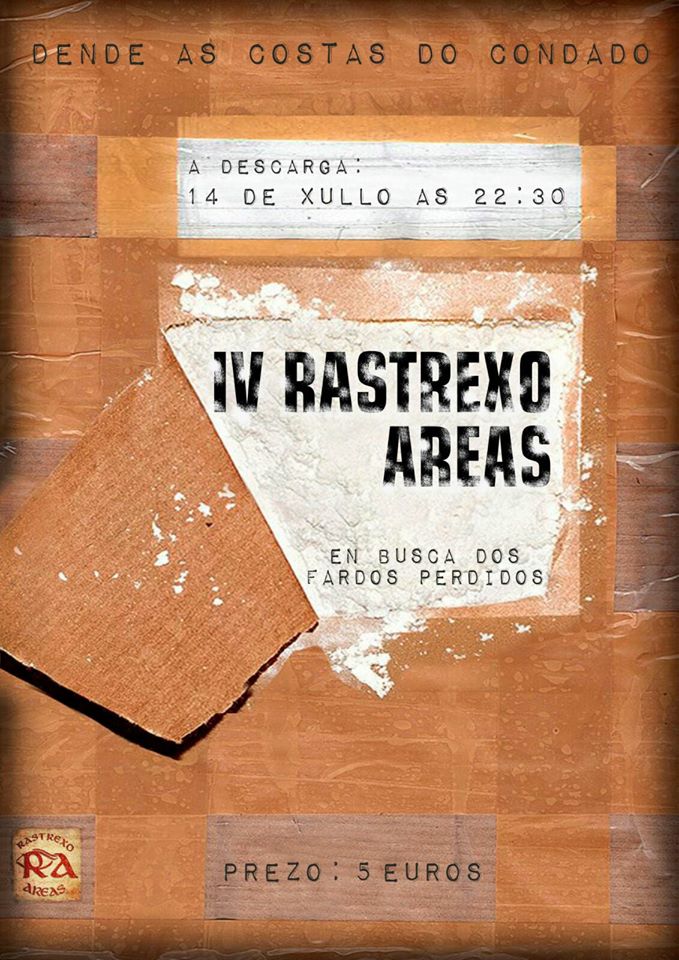 DENDE AS COSTAS DO CONDADO
A DESCARGA:
14 DE XULLO AS 22:30
IV RASTREXO
AREAS
EN BUSCA DOS
FARDOS PERDIDOS
RASTREXO
RA
AREAS
PREZO: 5 EUROS